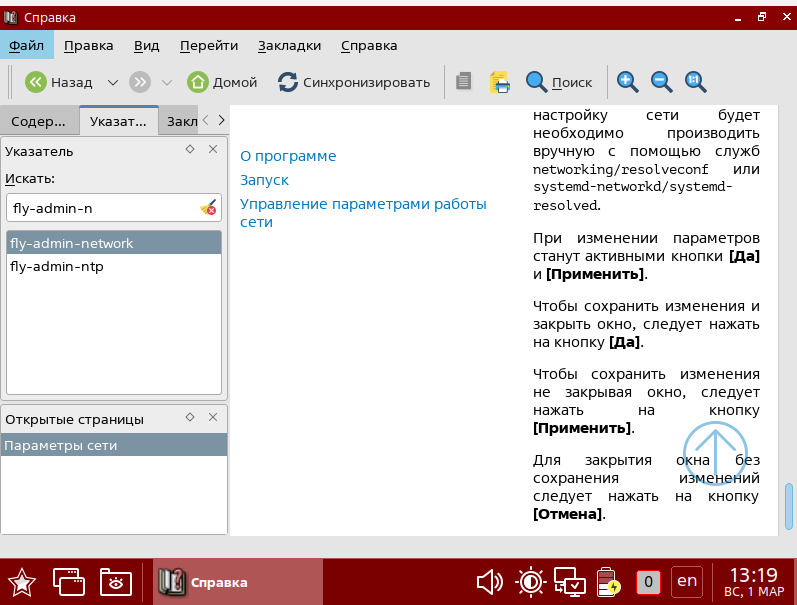 Справка
Файл Правка Вид Перейти Закладки Справка
Назад Домой Синхронизировать Поиск 1:1
Содер... Указат... Закл
Указатель
Искать:
fly-admin-n
fly-admin-network
fly-admin-ntp
Открытые страницы
Параметры сети
О программе
Запуск
Управление параметрами работы
сети
настройку сети будет
необходимо производить
вручную с помощью служб
networking/resolveconf или
systemd-networkd/systemd-
resolved.
При изменении параметров
станут активными кнопки [Да]
и [Применить].
Чтобы сохранить изменения и
закрыть окно, следует нажать
на кнопку [Да].
Чтобы сохранить изменения
не закрывая окно, следует
нажать на кнопку
[Применить].
Для закрытия окна без
сохранения изменений
следует нажать на кнопку
[Отмена].
Справка 0 en 13:19
ВС, 1 МАР